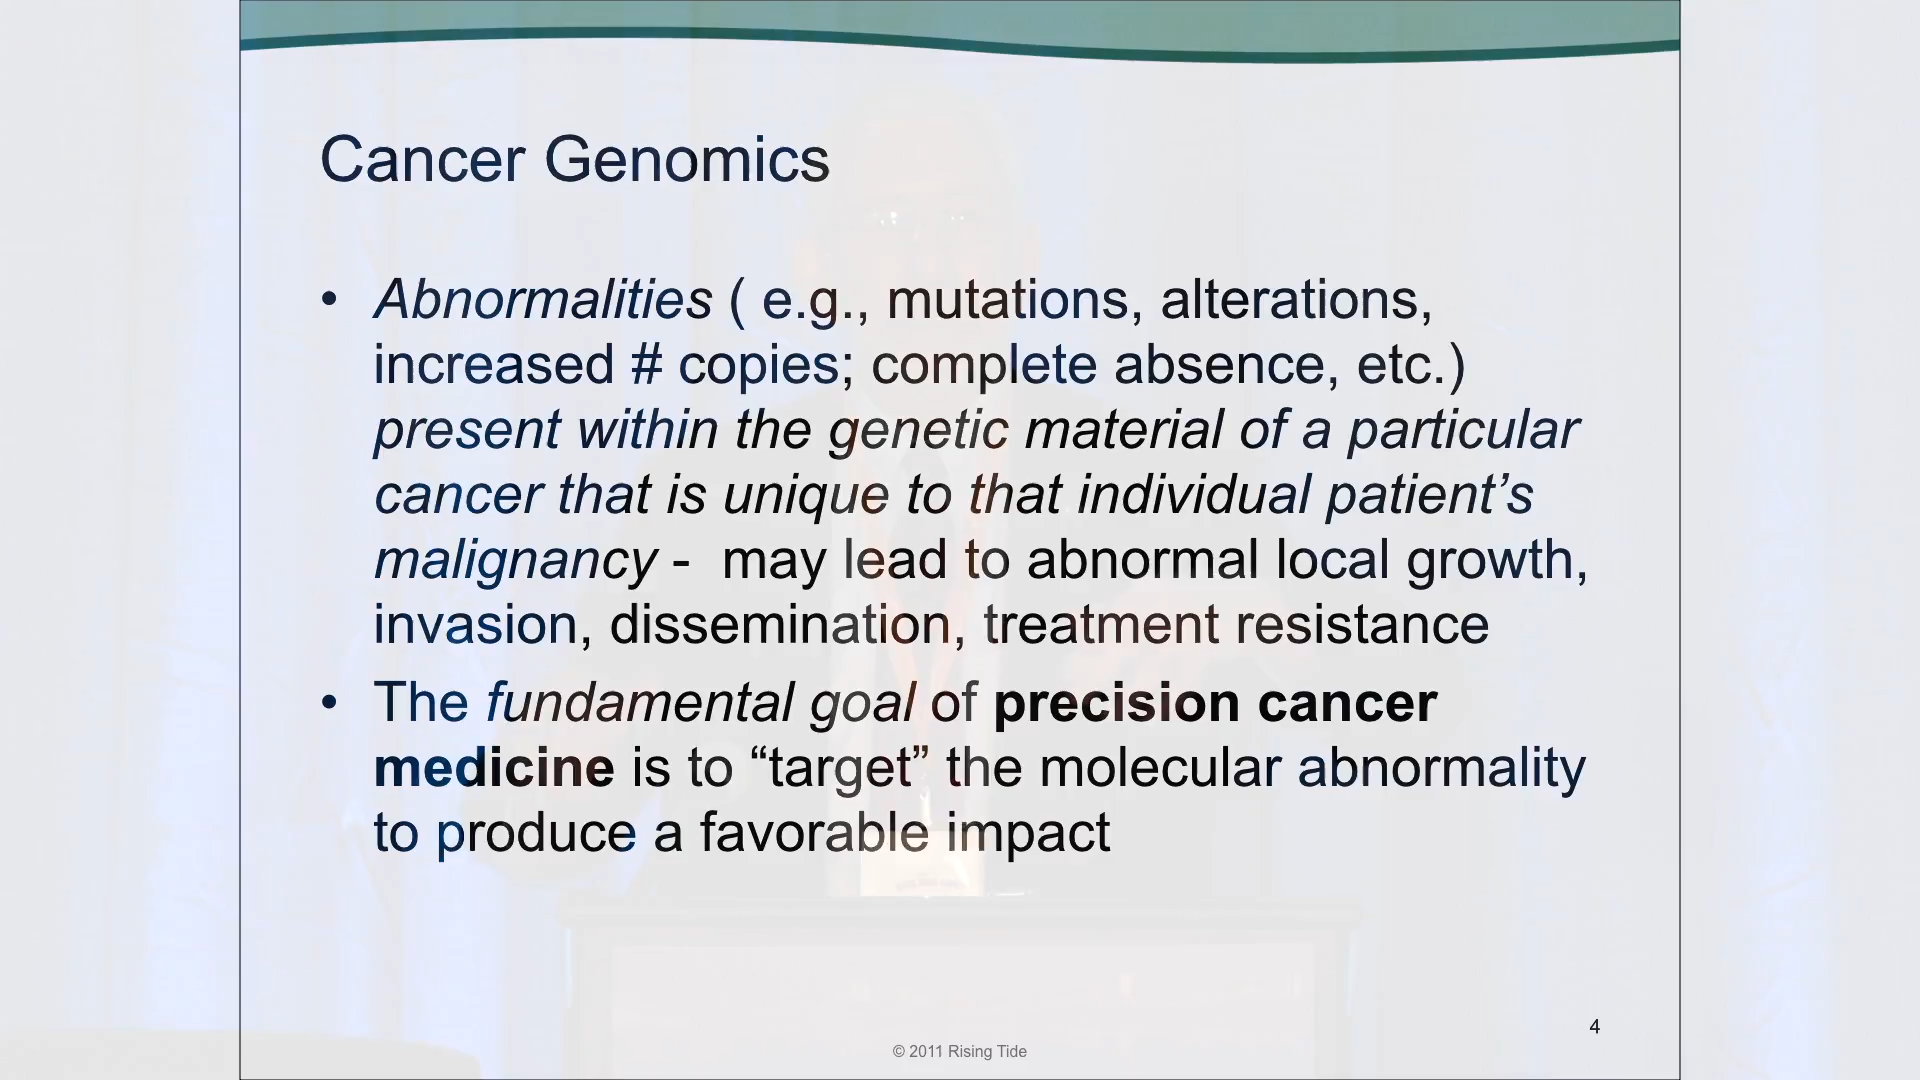 Cancer Genomics
• Abnormalities ( e.g., mutations, alterations,
increased # copies; complete absence, etc.)
present within the genetic material of a particular
cancer that is unique to that individual patient’s
malignancy -  may lead to abnormal local growth,
invasion, dissemination, treatment resistance
• The fundamental goal of precision cancer
medicine is to “target” the molecular abnormality
to produce a favorable impact
4
© 2011 Rising Tide